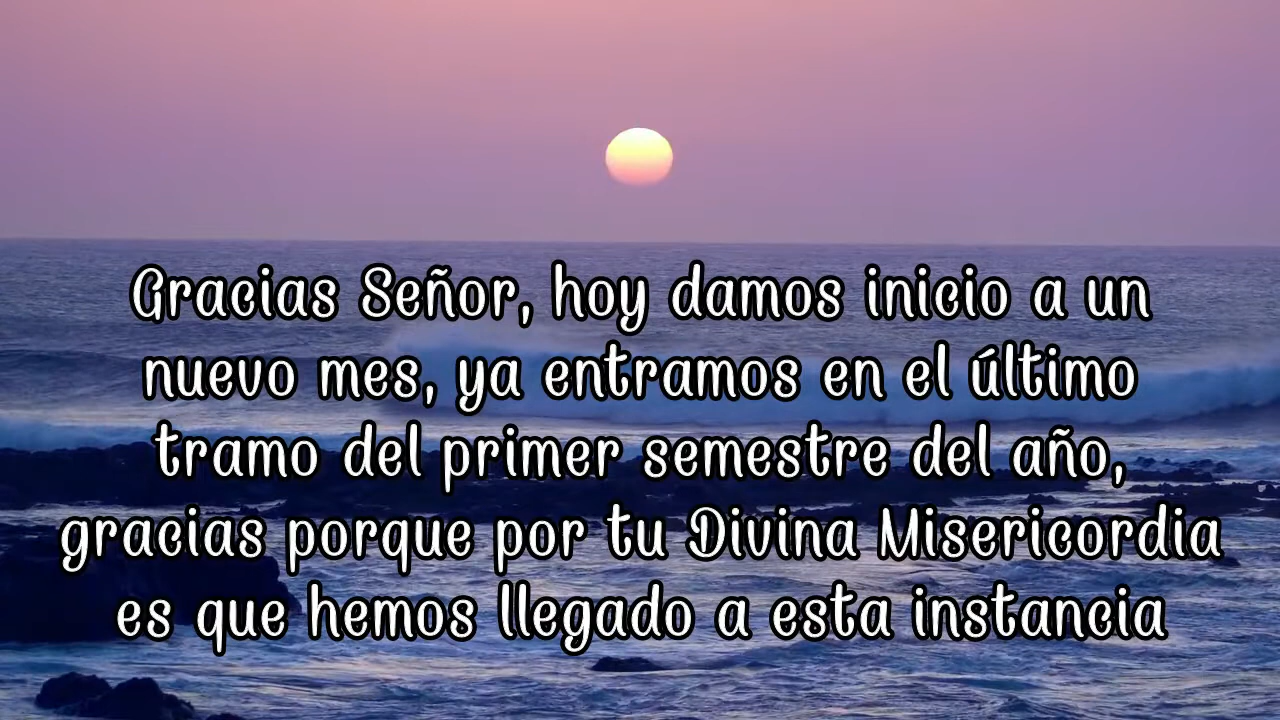 Gracias Señor, hoy damos inicio a un
nuevo mes, ya entramos en el último
tramo del primer semestre del año,
gracias porque por tu Divina Misericordia
es que hemos llegado a esta instancia